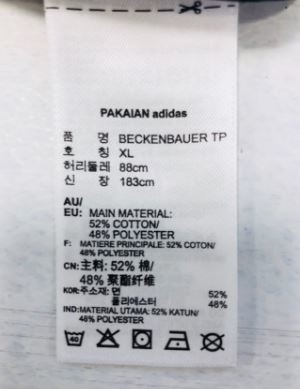 PAKAIAN adidas
품 명 BECKENBAUER TP
호 칭 XL
허리둘레 88cm
신 장 183cm
AU/
EU: MAIN MATERIAL:
52% COTTON/
48% POLYESTER
F: MATIERE PRINCIPALE: 52% COTON/
48% POLYESTER
CN:主料: 52% 棉/
48% 聚酯纤维
KOR:주소재: 면 52%
폴리에스터 48%
IND:MATERIAL UTAMA: 52% KATUN/
48% POLYESTER
40